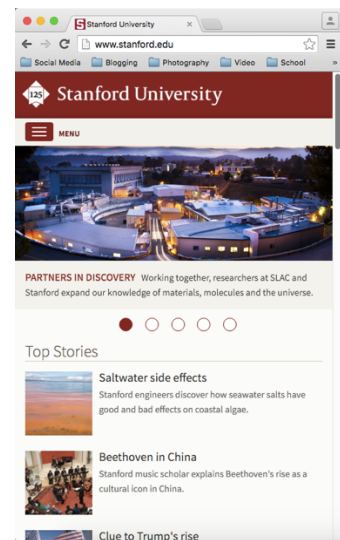 Stanford University
www.stanford.edu
Social Media Blogging Photography Video School »
125 Stanford University
MENU
PARTNERS IN DISCOVERY Working together, researchers at SLAC and
Stanford expand our knowledge of materials, molecules and the universe.
Top Stories
Saltwater side effects
Stanford engineers discover how seawater salts have
good and bad effects on coastal algae.
Beethoven in China
Stanford music scholar explains Beethoven's rise as a
cultural icon in China.
Clue to Trump's rise